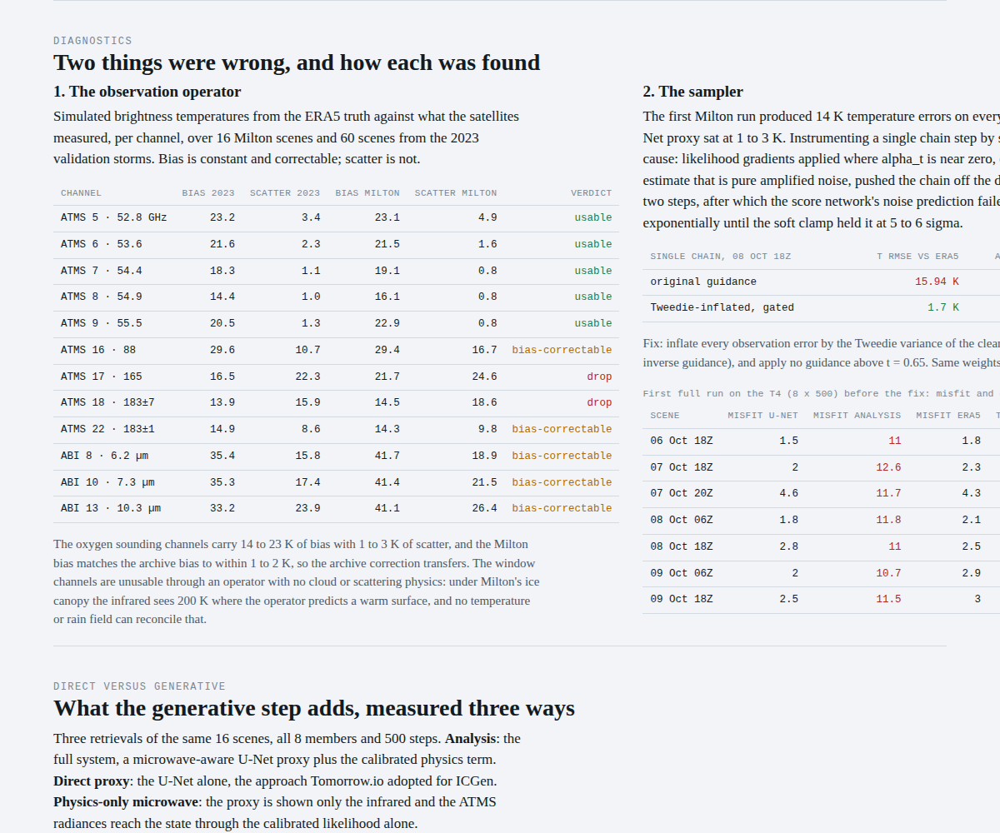 DIAGNOSTICS
Two things were wrong, and how each was found
1. The observation operator
Simulated brightness temperatures from the ERA5 truth against what the satellites
measured, per channel, over 16 Milton scenes and 60 scenes from the 2023
validation storms. Bias is constant and correctable; scatter is not.
CHANNEL BIAS 2023 SCATTER 2023 BIAS MILTON SCATTER MILTON VERDICT
ATMS 5 · 52.8 GHz 23.2 3.4 23.1 4.9 usable
ATMS 6 · 53.6 21.6 2.3 21.5 1.6 usable
ATMS 7 · 54.4 18.3 1.1 19.1 0.8 usable
ATMS 8 · 54.9 14.4 1.0 16.1 0.8 usable
ATMS 9 · 55.5 20.5 1.3 22.9 0.8 usable
ATMS 16 · 88 29.6 10.7 29.4 16.7 bias-correctable
ATMS 17 · 165 16.5 22.3 21.7 24.6 drop
ATMS 18 · 183±7 13.9 15.9 14.5 18.6 drop
ATMS 22 · 183±1 14.9 8.6 14.3 9.8 bias-correctable
ABI 8 · 6.2 µm 35.4 15.8 41.7 18.9 bias-correctable
ABI 10 · 7.3 µm 35.3 17.4 41.4 21.5 bias-correctable
ABI 13 · 10.3 µm 33.2 23.9 41.1 26.4 bias-correctable
The oxygen sounding channels carry 14 to 23 K of bias with 1 to 3 K of scatter, and the Milton
bias matches the archive bias to within 1 to 2 K, so the archive correction transfers. The window
channels are unusable through an operator with no cloud or scattering physics: under Milton's ice
canopy the infrared sees 200 K where the operator predicts a warm surface, and no temperature
or rain field can reconcile that.
2. The sampler
The first Milton run produced 14 K temperature errors on every
Net proxy sat at 1 to 3 K. Instrumenting a single chain step by
cause: likelihood gradients applied where alpha_t is near zero,
estimate that is pure amplified noise, pushed the chain off the
two steps, after which the score network's noise prediction
exponentially until the soft clamp held it at 5 to 6 sigma.
SINGLE CHAIN, 08 OCT 18Z T RMSE VS ERA5
original guidance 15.94 K
Tweedie-inflated, gated 1.7 K
Fix: inflate every observation error by the Tweedie variance of the
inverse guidance), and apply no guidance above t = 0.65. Same weights
First full run on the T4 (8 x 500) before the fix: misfit and
SCENE MISFIT U-NET MISFIT ANALYSIS MISFIT ERA5
06 Oct 18Z 1.5 11 1.8
07 Oct 18Z 2 12.6 2.3
07 Oct 20Z 4.6 11.7 4.3
08 Oct 06Z 1.8 11.8 2.1
08 Oct 18Z 2.8 11 2.5
09 Oct 06Z 2 10.7 2.9
09 Oct 18Z 2.5 11.5 3
DIRECT VERSUS GENERATIVE
What the generative step adds, measured three ways
Three retrievals of the same 16 scenes, all 8 members and 500 steps. Analysis: the
full system, a microwave-aware U-Net proxy plus the calibrated physics term.
Direct proxy: the U-Net alone, the approach Tomorrow.io adopted for ICGen.
Physics-only microwave: the proxy is shown only the infrared and the ATMS
radiances reach the state through the calibrated likelihood alone.